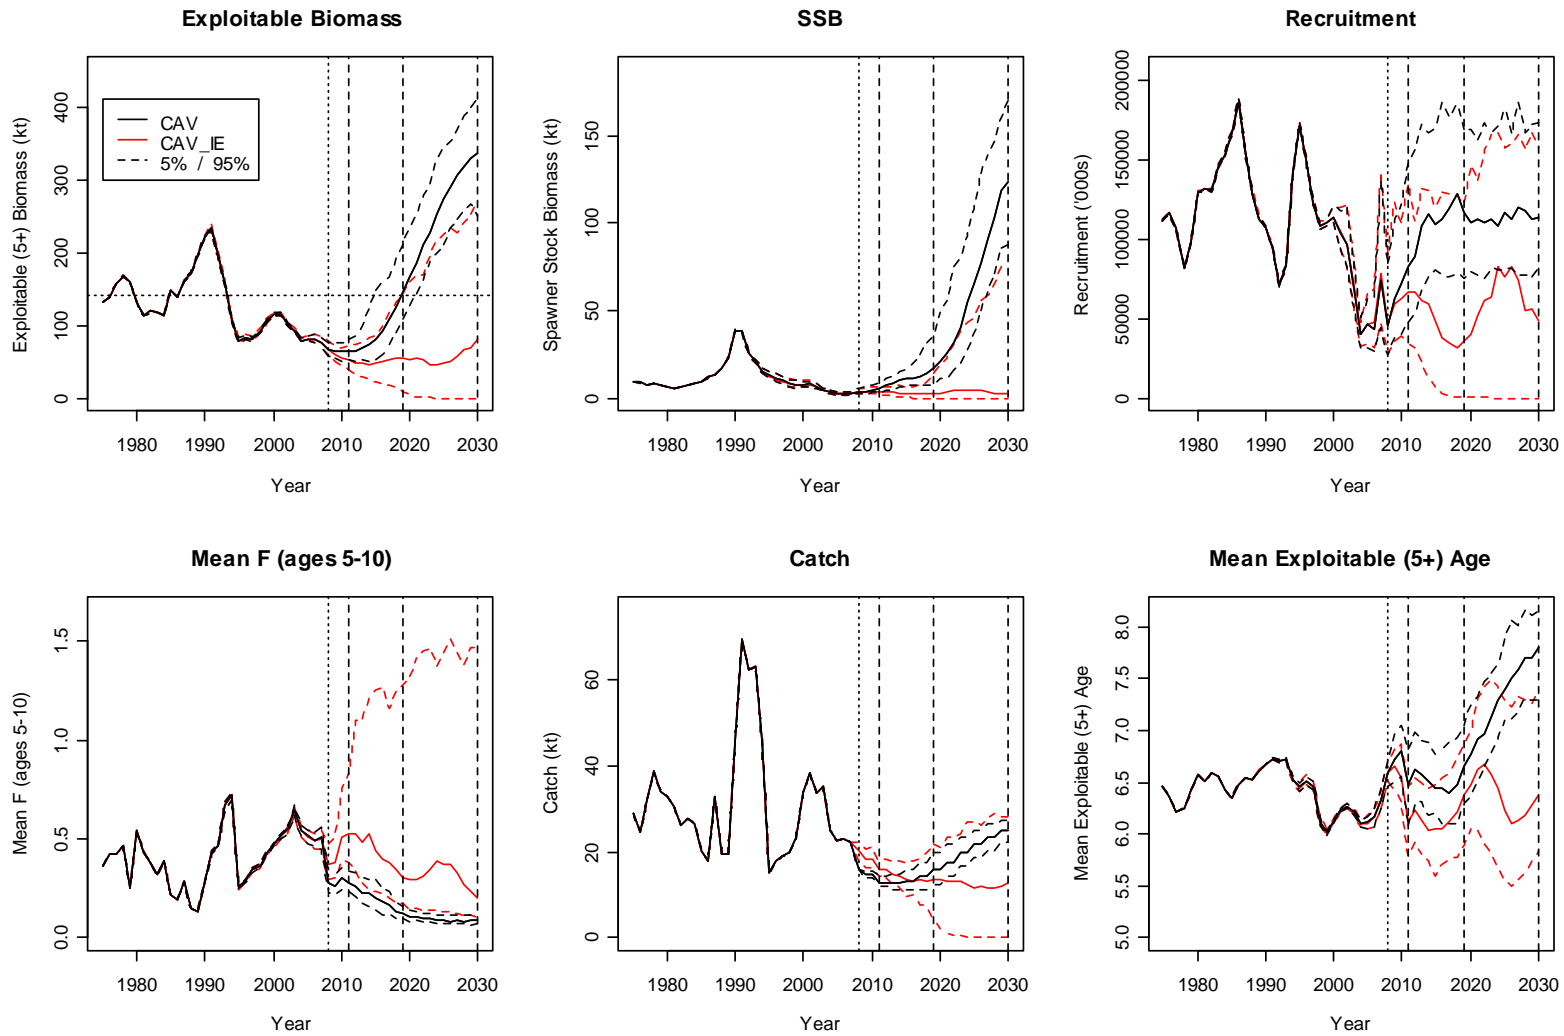 Exploitable Biomass
Exploitable (5+) Biomass (kt)
400
300
200
100
0
CAV
CAV_IE
5% / 95%
1980 1990 2000 2010 2020 2030
Year
SSB
Spawner Stock Biomass (kt)
150
100
50
0
1980 1990 2000 2010 2020 2030
Year
Recruitment
Recruitment ('000s)
200000
150000
100000
50000
0
1980 1990 2000 2010 2020 2030
Year
Mean F (ages 5-10)
Mean F (ages 5-10)
1.5
1.0
0.5
0.0
1980 1990 2000 2010 2020 2030
Year
Catch
Catch (kt)
60
40
20
0
1980 1990 2000 2010 2020 2030
Year
Mean Exploitable (5+) Age
Mean Exploitable (5+) Age
8.0
7.5
7.0
6.5
6.0
5.5
5.0
1980 1990 2000 2010 2020 2030
Year